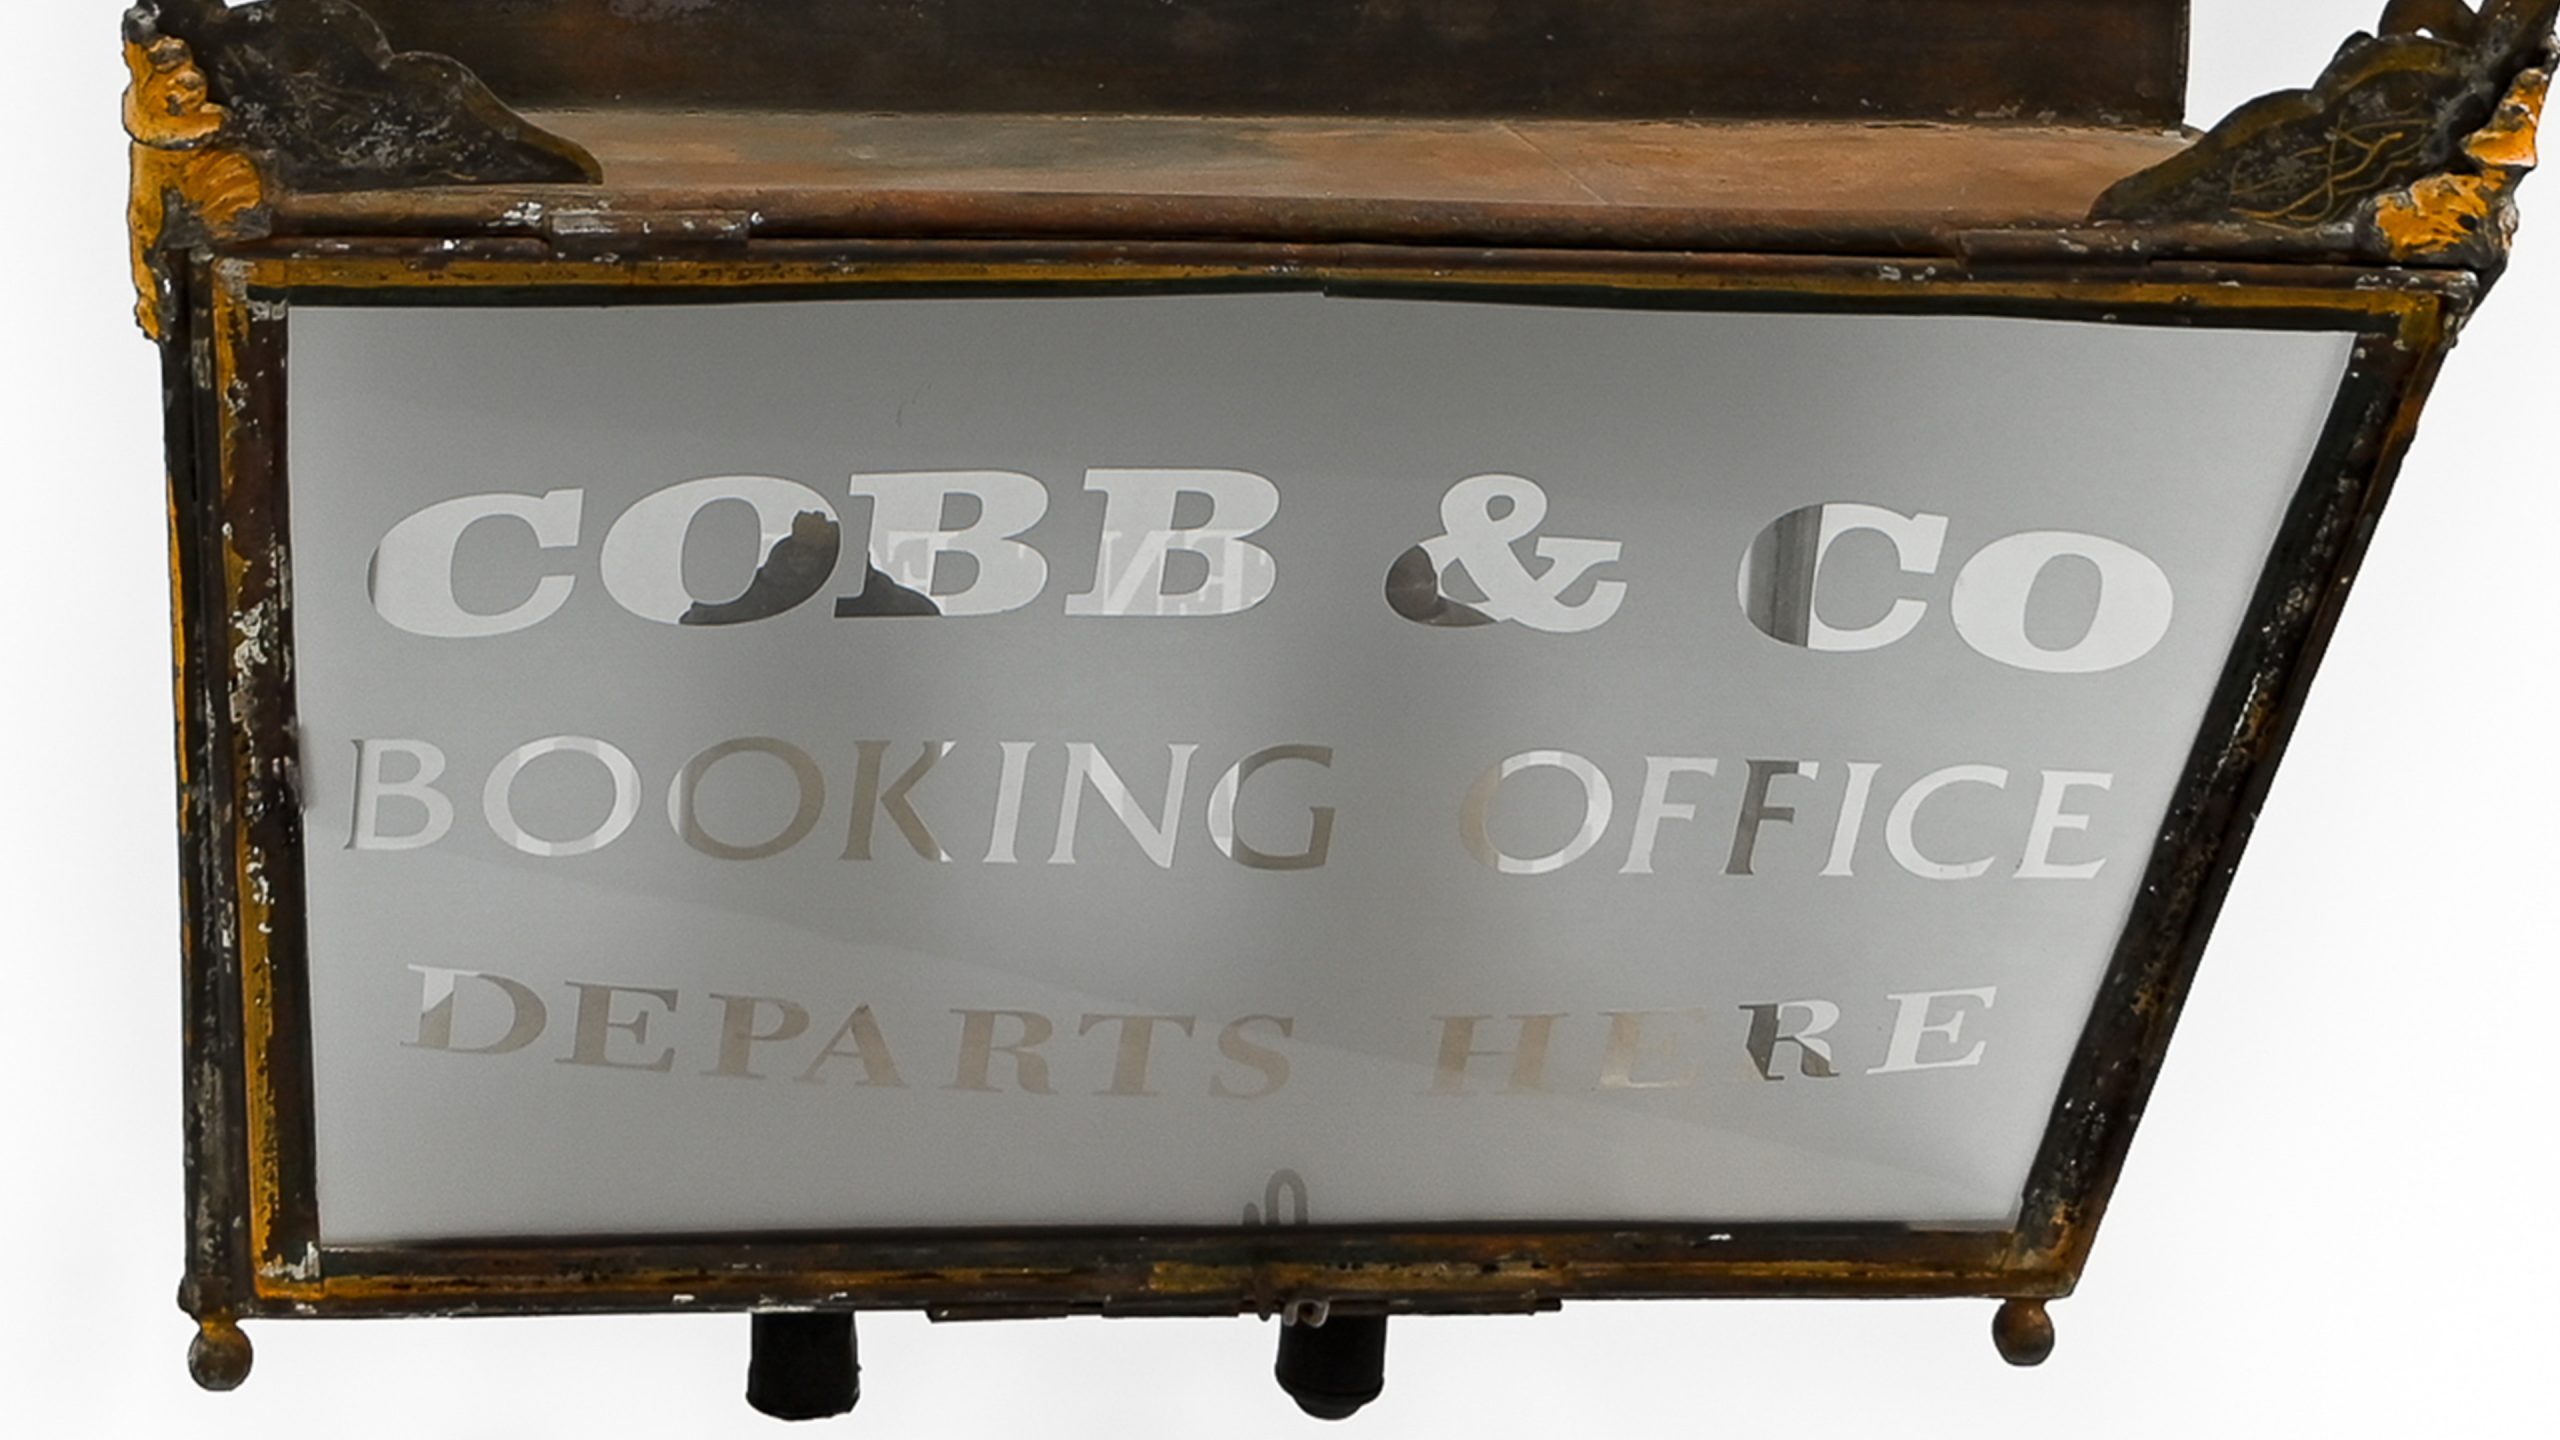 COBB & CO
BOOKING OFFICE
DEPARTS HERE